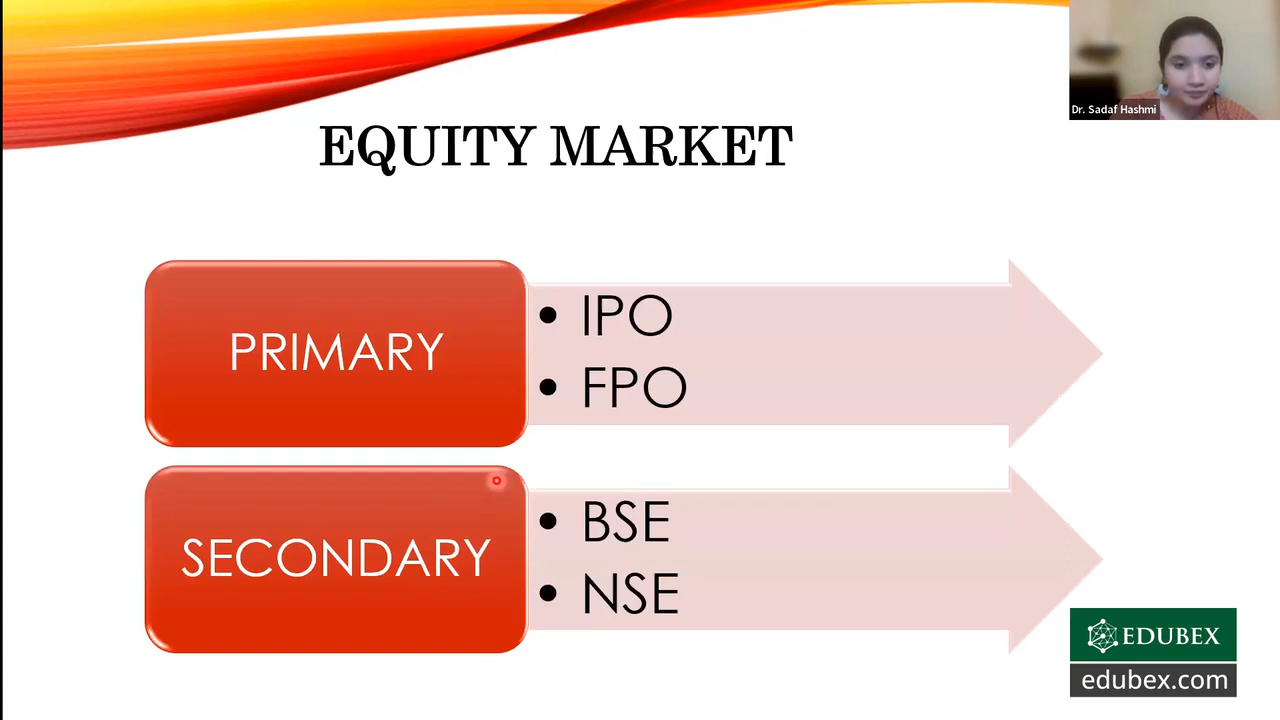 Dr. Sadaf Hashmi
EQUITY MARKET
PRIMARY
• IPO
• FPO
SECONDARY
• BSE
• NSE
EDUBEX
edubex.com